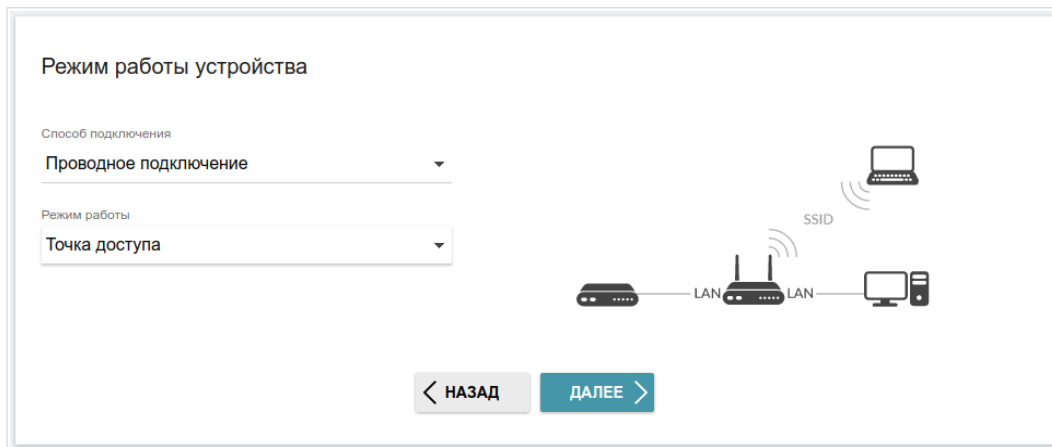 Режим работы устройства
Способ подключения
Проводное подключение
Режим работы
Точка доступа
SSID
LAN LAN
НАЗАД ДАЛЕЕ